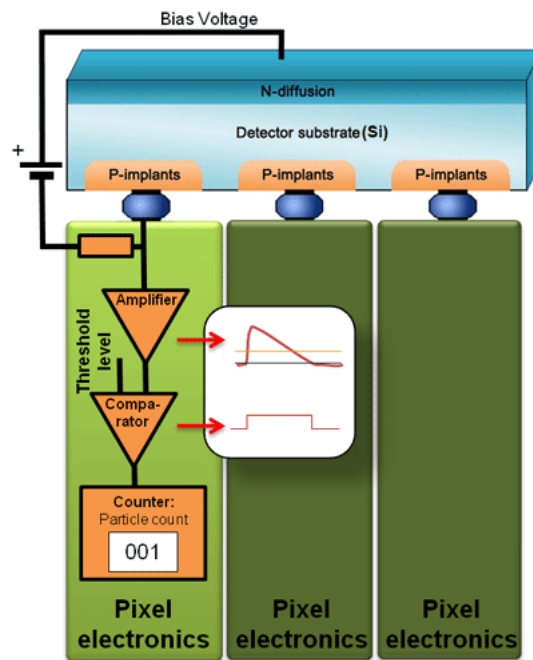 Bias Voltage
N-diffusion
Detector substrate(Si)
+
P-implants
P-implants
P-implants
Amplifier
Threshold
level
Compa-
rator
Counter:
Particle count
001
Pixel
electronics
Pixel
electronics
Pixel
electronics